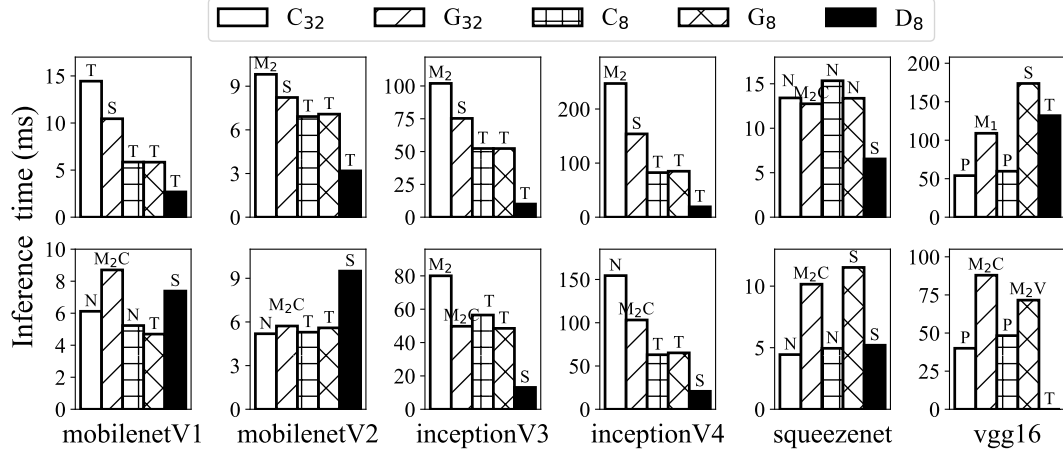 C32 G32 C8 G8 D8
Inference time (ms)
15 10 5 0 T S T T T
9 6 3 0 M2 S T T T
100 75 50 25 0 M2 S T T T
200 100 0 M2 S T T T
15 10 5 0 N M2C N N S
200 150 100 50 0 P M1 P S T
10 8 6 4 2 0 N M2C N T S
9 6 3 0 N M2C T T S
80 60 40 20 0 M2 M2C T T S
150 100 50 0 N M2C T T S
10 5 0 N M2C N S S
100 75 50 25 0 P M2C P M2V T
mobilenetV1 mobilenetV2 inceptionV3 inceptionV4 squeezenet vgg16